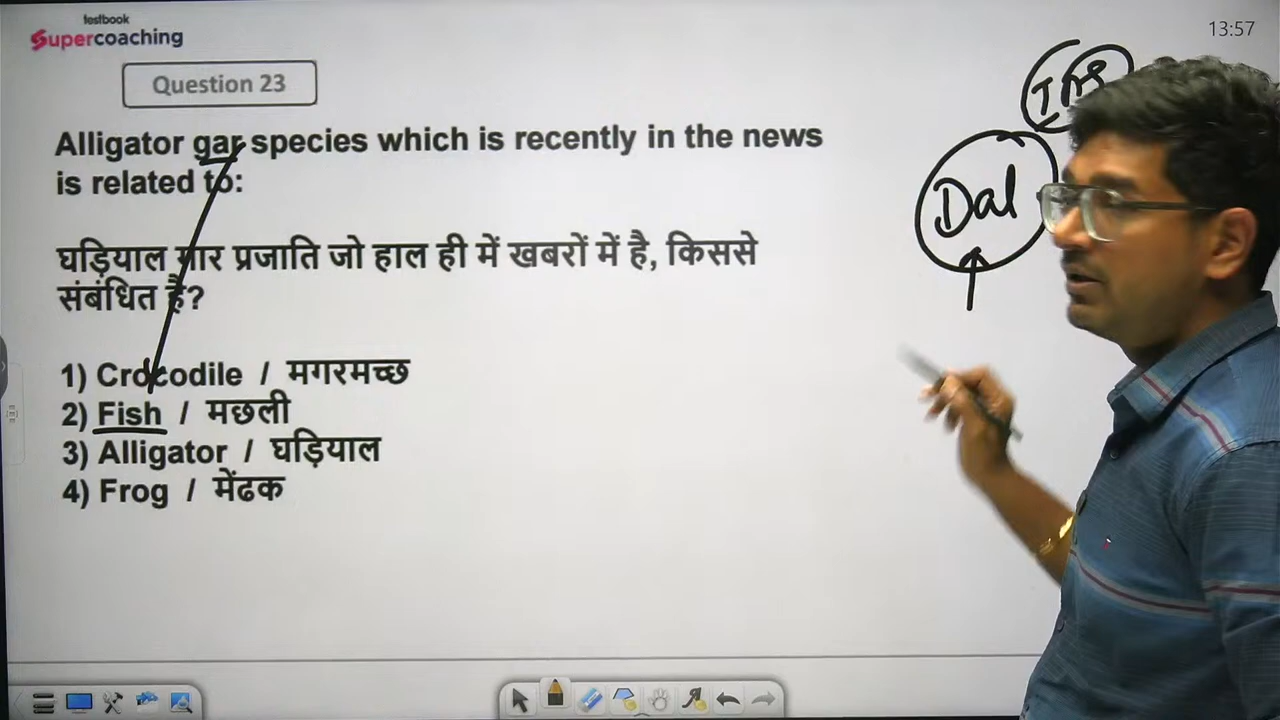 testbook
Supercoaching
13:57
Question 23
Alligator gar species which is recently in the news
is related to:
घड़ियाल गार प्रजाति जो हाल ही में खबरों में है, किससे
संबंधित है?
1) Crocodile / मगरमच्छ
2) Fish / मछली
3) Alligator / घड़ियाल
4) Frog / मेंढक
Dal